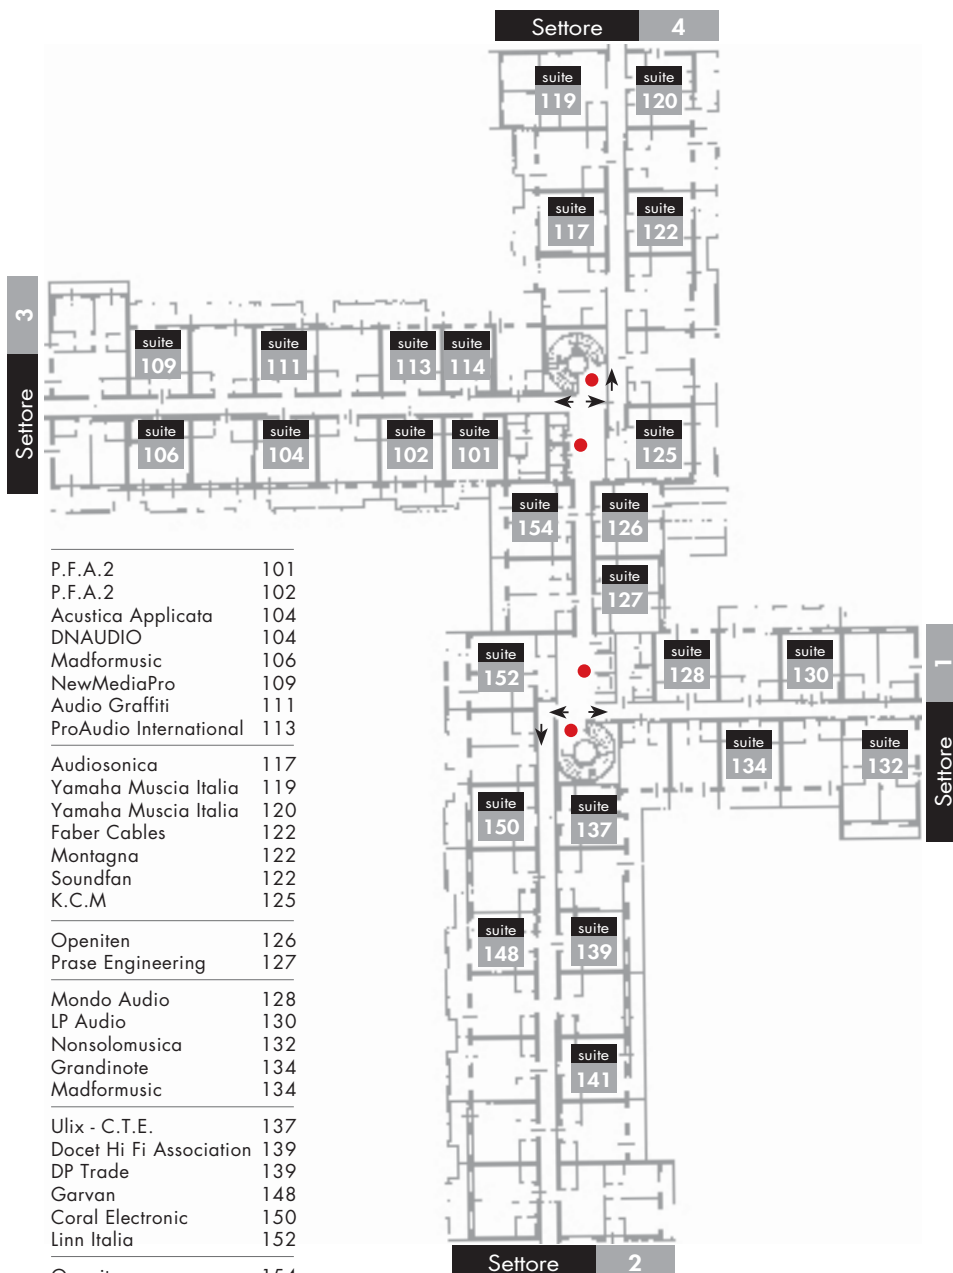 Settore 4
suite 119
suite 120
suite 117
suite 122
Settore 3
suite 109
suite 111
suite 113
suite 114
suite 106
suite 104
suite 102
suite 101
suite 125
suite 154
suite 126
suite 127
suite 152
suite 128
suite 130
Settore 1
suite 134
suite 132
suite 150
suite 137
suite 148
suite 139
suite 141
P.F.A.2 101
P.F.A.2 102
Acustica Applicata 104
DNAUDIO 104
Madformusic 106
NewMediaPro 109
Audio Graffiti 111
ProAudio International 113
Audiosonica 117
Yamaha Muscia Italia 119
Yamaha Muscia Italia 120
Faber Cables 122
Montagna 122
Soundfan 122
K.C.M 125
Openiten 126
Prase Engineering 127
Mondo Audio 128
LP Audio 130
Nonsolomusica 132
Grandinote 134
Madformusic 134
Ulix - C.T.E. 137
Docet Hi Fi Association 139
DP Trade 139
Garvan 148
Coral Electronic 150
Linn Italia 152
154
Settore 2